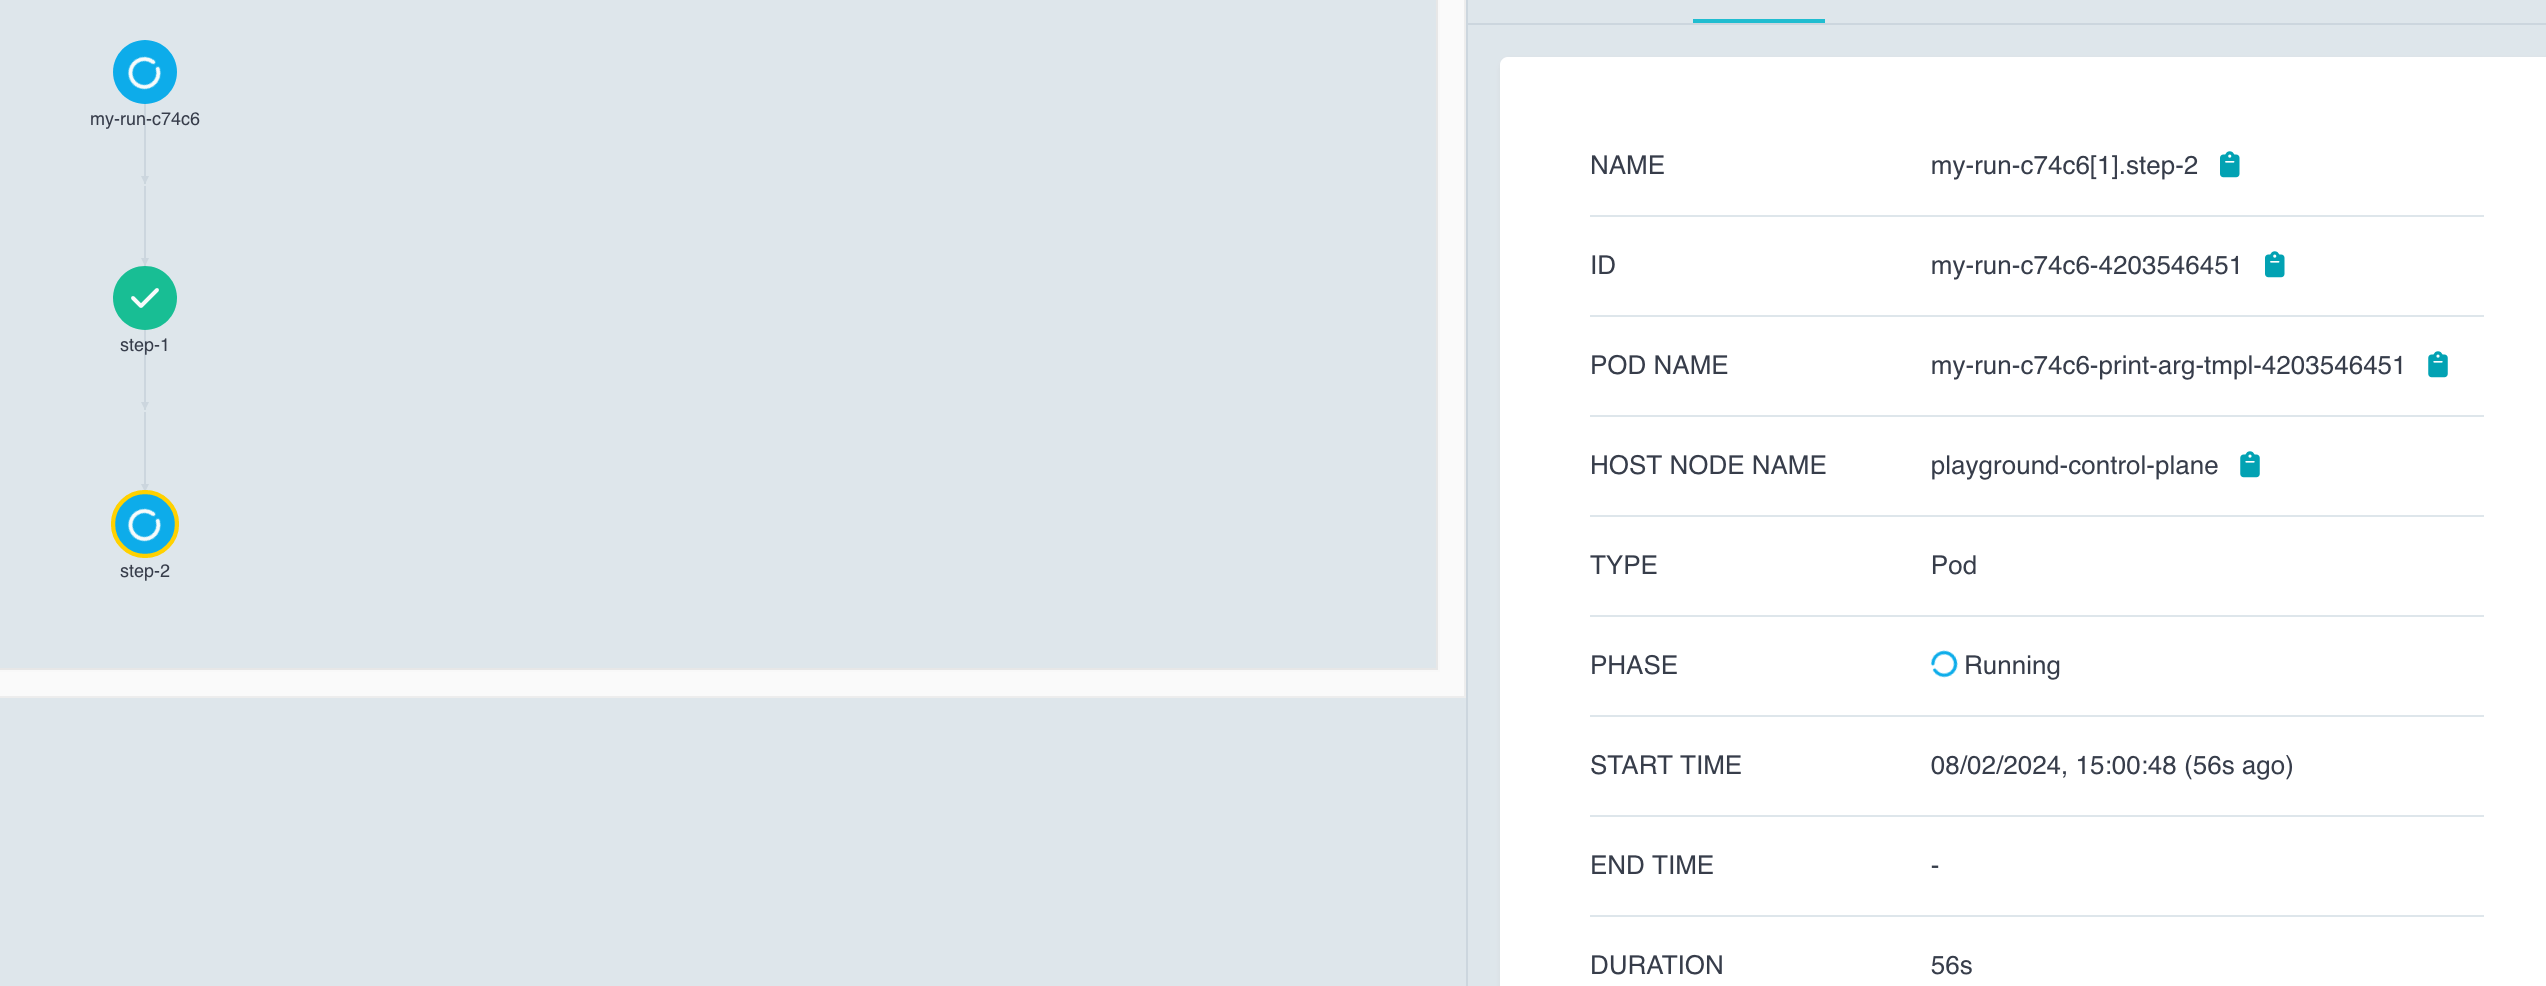 my-run-c74c6
step-1
step-2
NAME my-run-c74c6[1].step-2
ID my-run-c74c6-4203546451
POD NAME my-run-c74c6-print-arg-tmpl-4203546451
HOST NODE NAME playground-control-plane
TYPE Pod
PHASE Running
START TIME 08/02/2024, 15:00:48 (56s ago)
END TIME -
DURATION 56s